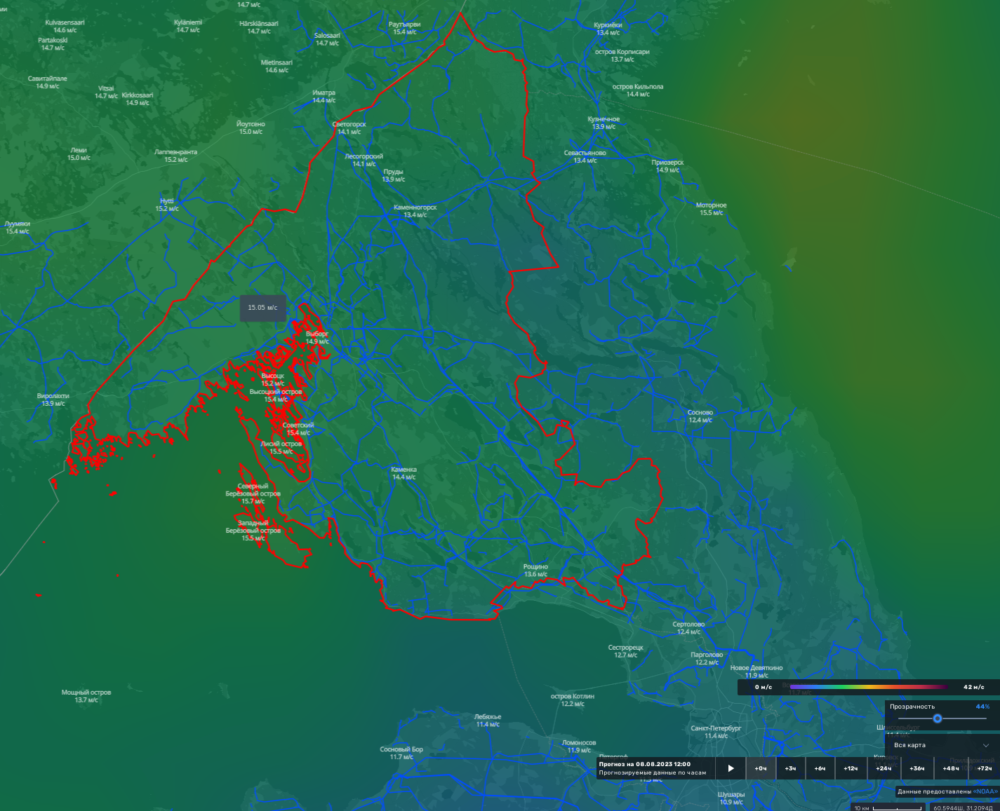 14.7 м/с
Kuivasensaari
14.6 м/с
Kyläniemi
14.7 м/с
Härskiänsaari
14.7 м/с
Раутъярви
15.4 м/с
Куркиёки
13.4 м/с
Partakoski
14.7 м/с
Salosaari
14.7 м/с
остров Корписари
13.7 м/с
Mietinsaari
14.6 м/с
Савитайпале
14.9 м/с
Vitsai
14.7 м/с
Kirkkosaari
14.9 м/с
Иматра
14.4 м/с
остров Кильпола
14.4 м/с
Йоутсено
15.0 м/с
Светогорск
14.1 м/с
Кузнечное
13.9 м/с
Леми
15.0 м/с
Лаппеэнранта
15.2 м/с
Лесогорский
14.1 м/с
Севастьяново
13.4 м/с
Пруды
13.9 м/с
Приозерск
14.9 м/с
15.2 м/с
Каменногорск
13.4 м/с
Моторное
15.5 м/с
Луумяки
15.4 м/с
15.05 м/с
Выборг
14.9 м/с
Высоцк
15.2 м/с
Высоцкий остров
15.4 м/с
Виролахти
13.9 м/с
Сосново
12.4 м/с
Советский
15.4 м/с
Лисий остров
15.5 м/с
Каменка
14.4 м/с
Северный
Берёзовый остров
15.7 м/с
Западный
Берёзовый остров
15.5 м/с
Рощино
13.6 м/с
Сертолово
12.4 м/с
Сестрорецк
12.7 м/с
Парголово
12.2 м/с
Новое Девяткино
11.9 м/с
0 м/с
42 м/с
Мощный остров
13.7 м/с
остров Котлин
12.2 м/с
Прозрачность
44%
Лебяжье
11.4 м/с
Санкт-Петербург
11.4 м/с
Вся карта
Сосновый Бор
11.7 м/с
Ломоносов
11.9 м/с
Прогноз на 08.08.2023 12:00
Прогнозируемые данные по часам
+0ч
+3ч
+6ч
+12ч
+24ч
+36ч
+48ч
+72ч
Данные предоставлены «NOAA»
Шушары
10.9 м/с
10 км
60.5944Ш, 31.2094Д